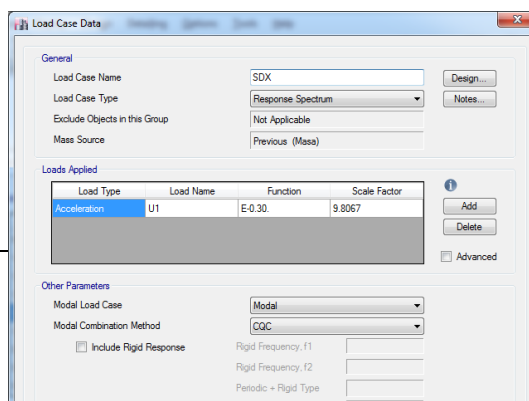 Load Case Data
General
Load Case Name SDX Design...
Load Case Type Response Spectrum Notes...
Exclude Objects in this Group Not Applicable
Mass Source Previous (Masa)
Loads Applied
Load Type Load Name Function Scale Factor
Acceleration U1 E-0.30. 9.8067 Add
Delete
Advanced
Other Parameters
Modal Load Case Modal
Modal Combination Method CQC
Include Rigid Response Rigid Frequency, f1
Rigid Frequency, f2
Periodic + Rigid Type